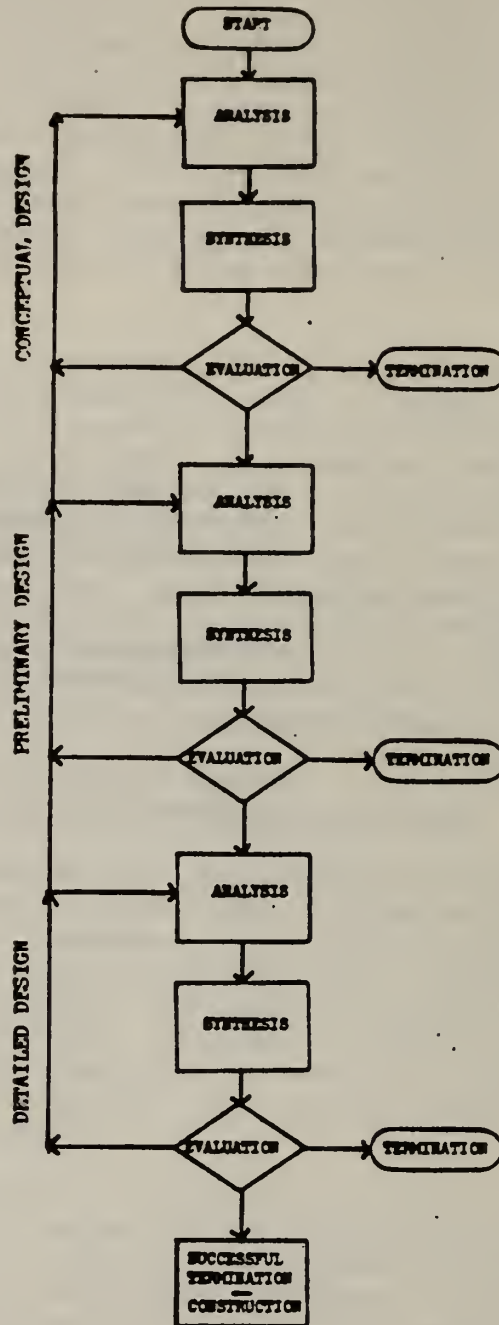 START
ANALYSIS
SYNTHESIS
CONCEPTUAL DESIGN
EVALUATION
TERMINATION
ANALYSIS
SYNTHESIS
PRELIMINARY DESIGN
EVALUATION
TERMINATION
ANALYSIS
SYNTHESIS
DETAILED DESIGN
EVALUATION
TERMINATION
SUCCESSFUL
TERMINATION
—
CONSTRUCTION